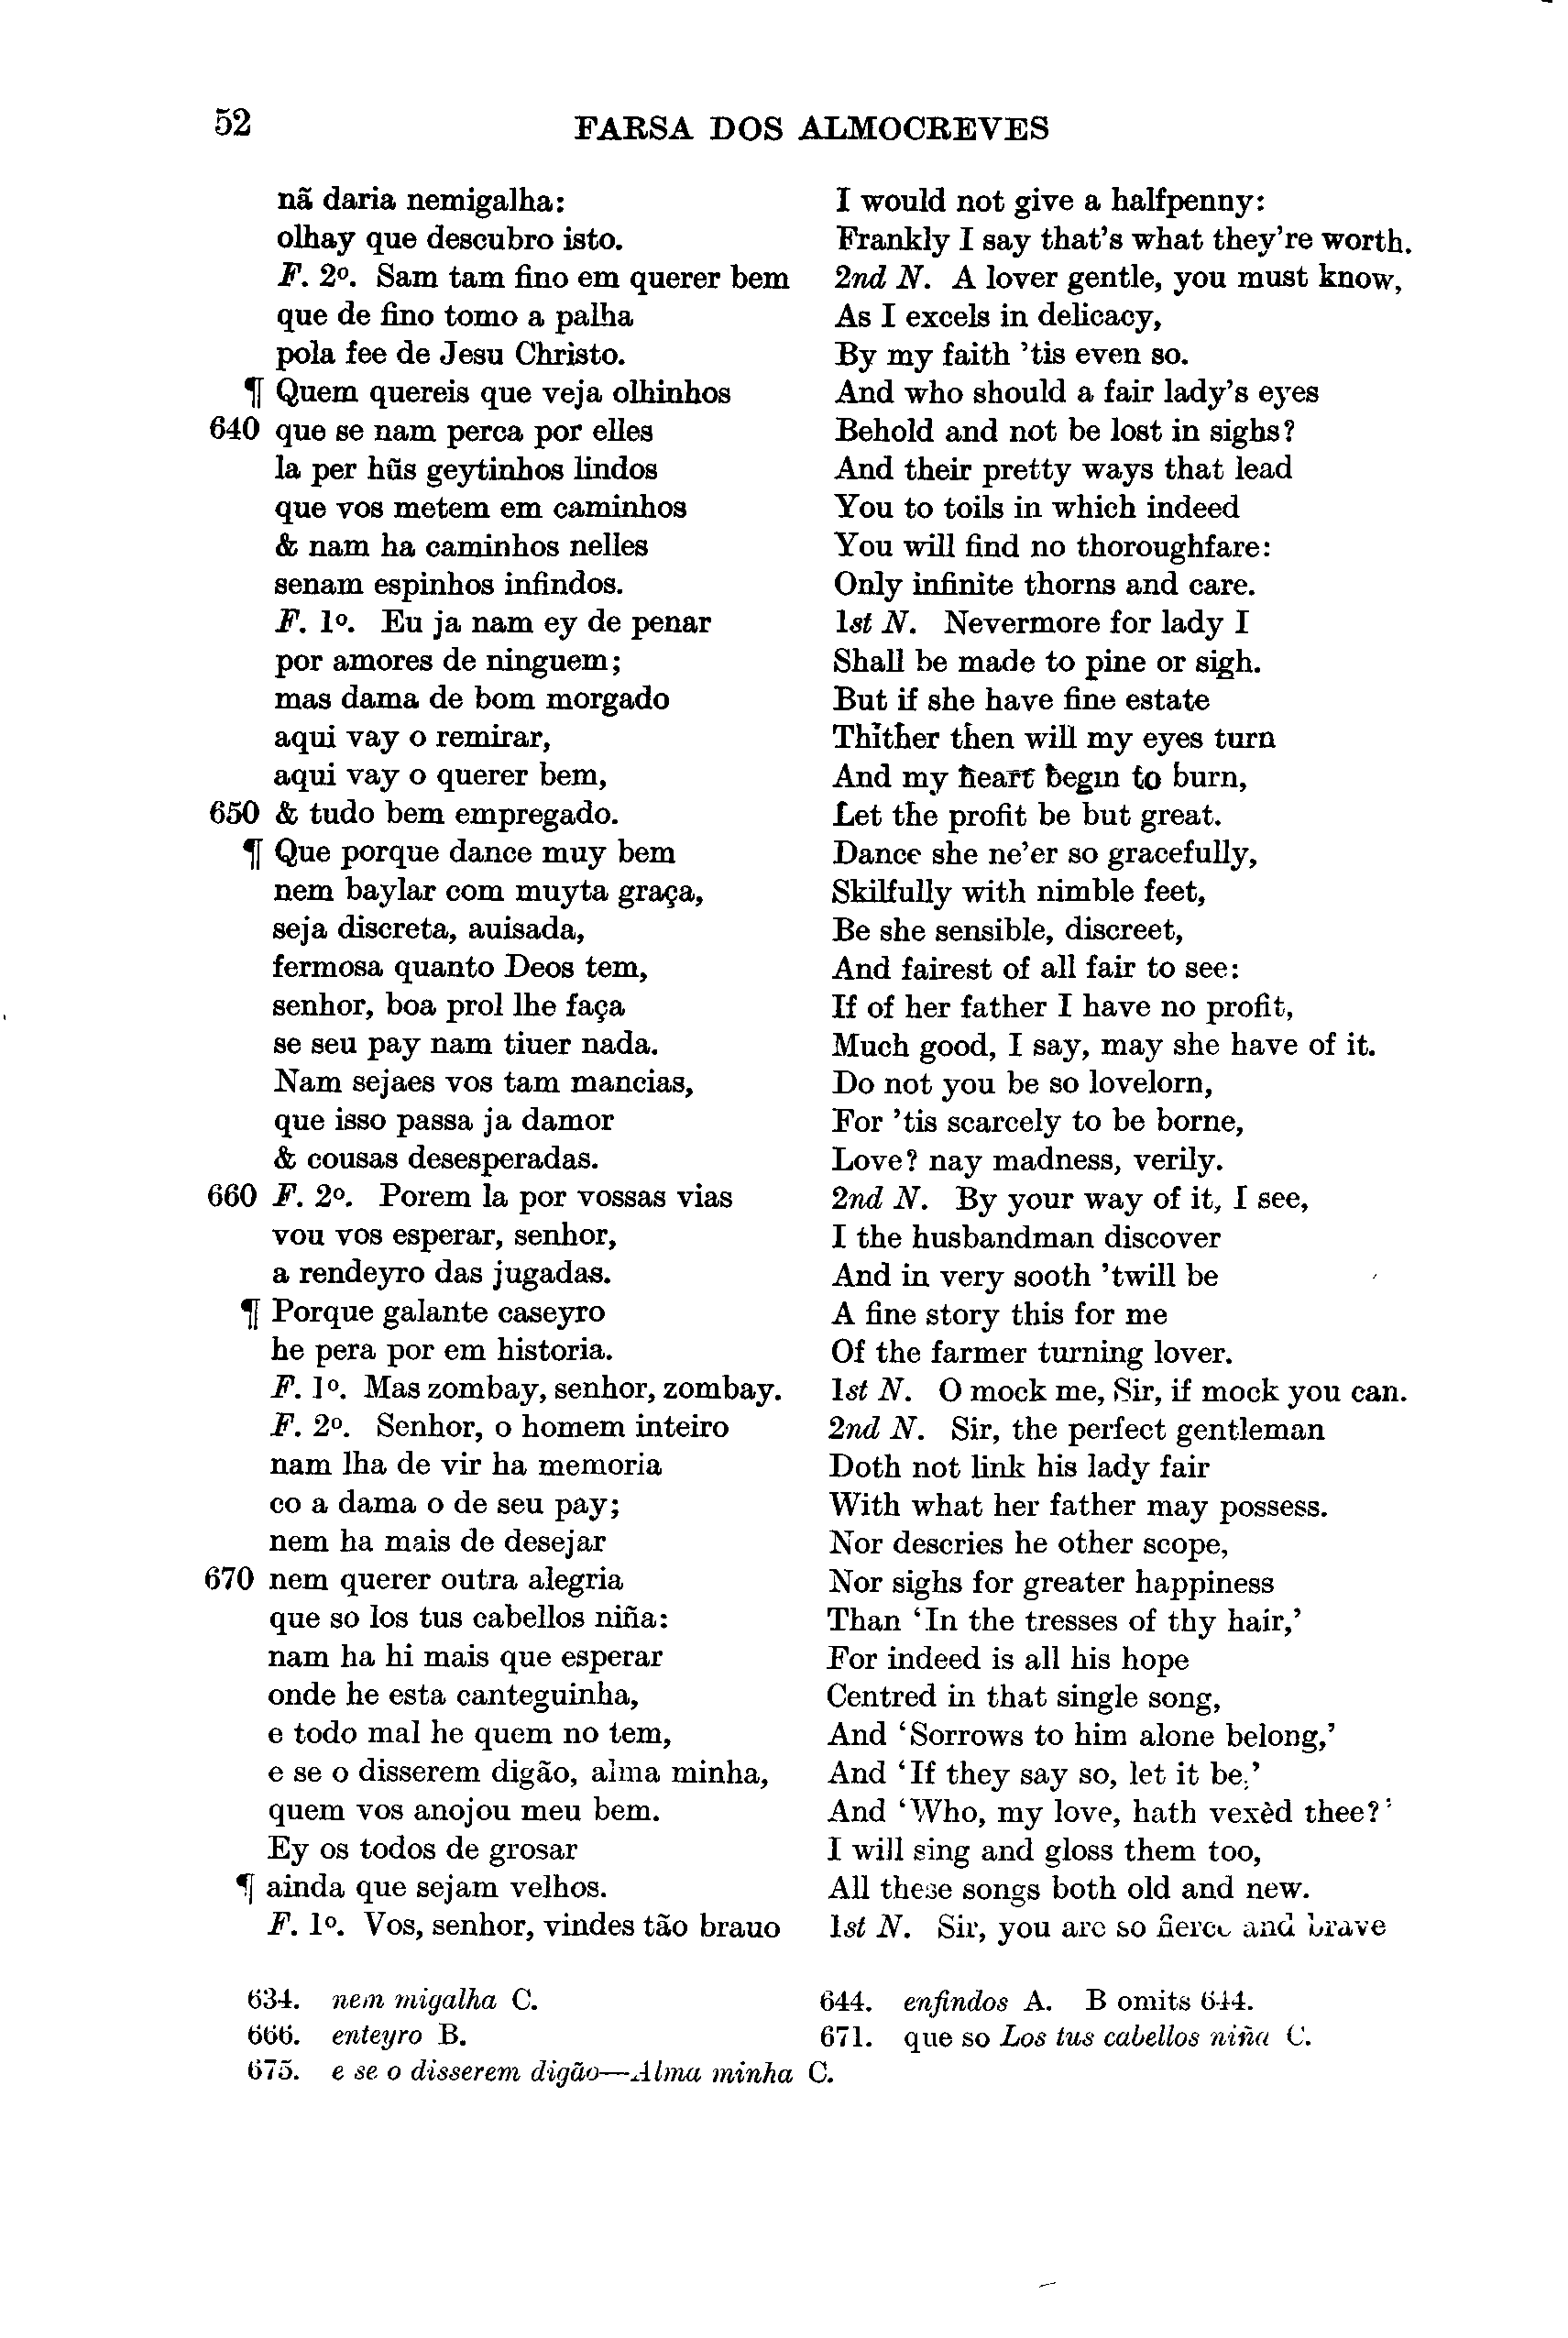 52
FARSA DOS ALMOCREVES
nã daria nemigalha:
olhay que descubro isto.
F. 2º. Sam tam fino em querer bem
que de fino tomo a palha
pola fee de Jesu Christo.
¶ Quem quereis que veja olhinhos
640 que se nam perca por elles
la per hũs geytinhos lindos
que vos metem em caminhos
& nam ha caminhos nelles
senam espinhos infindos.
F. 1º. Eu ja nam ey de penar
por amores de ninguem;
mas dama de bom morgado
aqui vay o remirar,
aqui vay o querer bem,
650 & tudo bem empregado.
¶ Que porque dance muy bem
nem baylar com muyta graça,
seja discreta, auisada,
fermosa quanto Deos tem,
senhor, boa prol lhe faça
se seu pay nam tiuer nada.
Nam sejaes vos tam mancias,
que isso passa ja damor
& cousas desesperadas.
660 F. 2º. Porem la por vossas vias
vou vos esperar, senhor,
a rendeyro das jugadas.
¶ Porque galante caseyro
he pera por em historia.
F. 1º. Mas zombay, senhor, zombay.
F. 2º. Senhor, o homem inteiro
nam lha de vir ha memoria
co a dama o de seu pay;
nem ha mais de desejar
670 nem querer outra alegria
que so los tus cabellos niña:
nam ha hi mais que esperar
onde he esta canteguinha,
e todo mal he quem no tem,
e se o disserem digão, alma minha,
quem vos anojou meu bem.
Ey os todos de grosar
¶ ainda que sejam velhos.
F. 1º. Vos, senhor, vindes tão brauo
I would not give a halfpenny:
Frankly I say that's what they're worth.
2nd N. A lover gentle, you must know,
As I excels in delicacy,
By my faith 'tis even so.
And who should a fair lady's eyes
Behold and not be lost in sighs?
And their pretty ways that lead
You to toils in which indeed
You will find no thoroughfare:
Only infinite thorns and care.
1st N. Nevermore for lady I
Shall be made to pine or sigh.
But if she have fine estate
Thither then will my eyes turn
And my heart begin to burn,
Let the profit be but great.
Dance she ne'er so gracefully,
Skilfully with nimble feet,
Be she sensible, discreet,
And fairest of all fair to see:
If of her father I have no profit,
Much good, I say, may she have of it.
Do not you be so lovelorn,
For 'tis scarcely to be borne,
Love? nay madness, verily.
2nd N. By your way of it, I see,
I the husbandman discover
And in very sooth 'twill be
A fine story this for me
Of the farmer turning lover.
1st N. O mock me, Sir, if mock you can.
2nd N. Sir, the perfect gentleman
Doth not link his lady fair
With what her father may possess.
Nor descries he other scope,
Nor sighs for greater happiness
Than 'In the tresses of thy hair,'
For indeed is all his hope
Centred in that single song,
And 'Sorrows to him alone belong,'
And 'If they say so, let it be,'
And 'Who, my love, hath vexèd thee?'
I will sing and gloss them too,
All these songs both old and new.
1st N. Sir, you are so fierce and brave
634. nem migalha C.
644. enfindos A. B omits 644.
666. enteyro B.
671. que so Los tus cabellos niña C.
675. e se o disserem digão—Alma minha C.